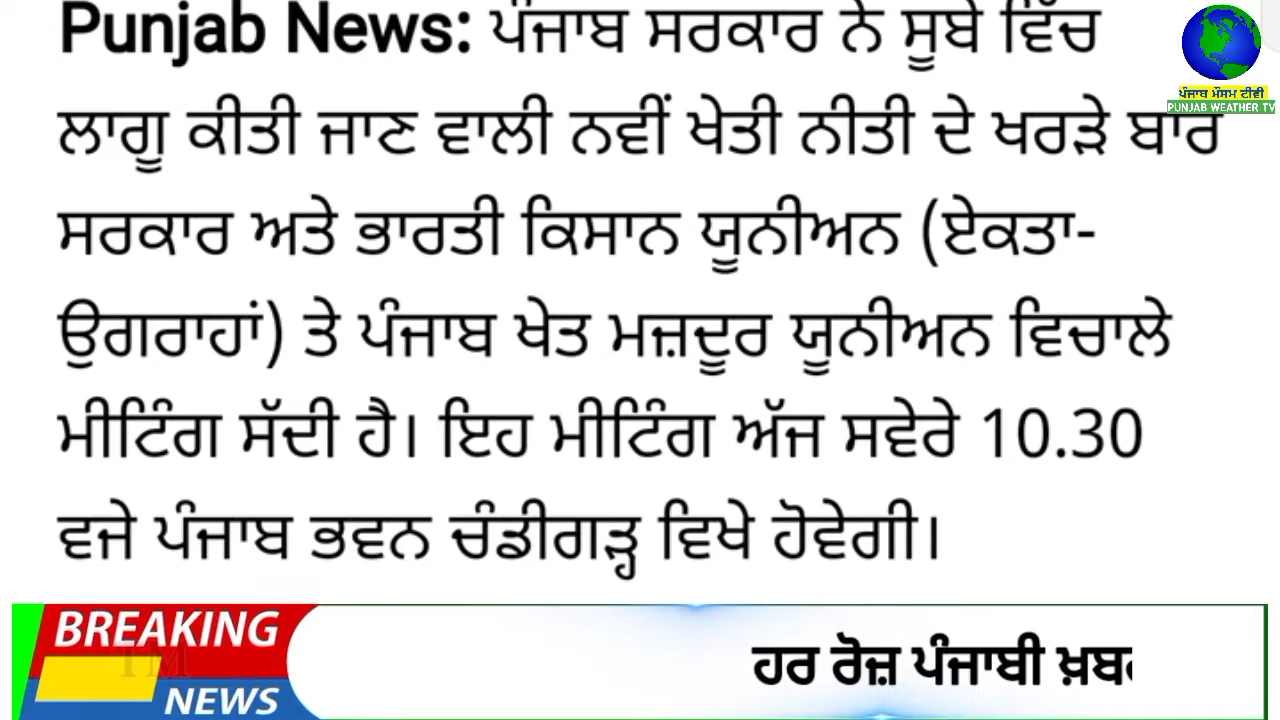 Punjab News: ਪੰਜਾਬ ਸਰਕਾਰ ਨੇ ਸੂਬੇ ਵਿੱਚ
ਲਾਗੂ ਕੀਤੀ ਜਾਣ ਵਾਲੀ ਨਵੀਂ ਖੇਤੀ ਨੀਤੀ ਦੇ ਖਰੜੇ ਬਾਰੇ
ਸਰਕਾਰ ਅਤੇ ਭਾਰਤੀ ਕਿਸਾਨ ਯੂਨੀਅਨ (ਏਕਤਾ-
ਉਗਰਾਹਾਂ) ਤੇ ਪੰਜਾਬ ਖੇਤ ਮਜ਼ਦੂਰ ਯੂਨੀਅਨ ਵਿਚਾਲੇ
ਮੀਟਿੰਗ ਸੱਦੀ ਹੈ। ਇਹ ਮੀਟਿੰਗ ਅੱਜ ਸਵੇਰੇ 10.30
ਵਜੇ ਪੰਜਾਬ ਭਵਨ ਚੰਡੀਗੜ੍ਹ ਵਿਖੇ ਹੋਵੇਗੀ।
ਪੰਜਾਬ ਮੌਸਮ ਟੀਵੀ
PUNJAB WEATHER TV
BREAKING
NEWS
ਹਰ ਰੋਜ਼ ਪੰਜਾਬੀ